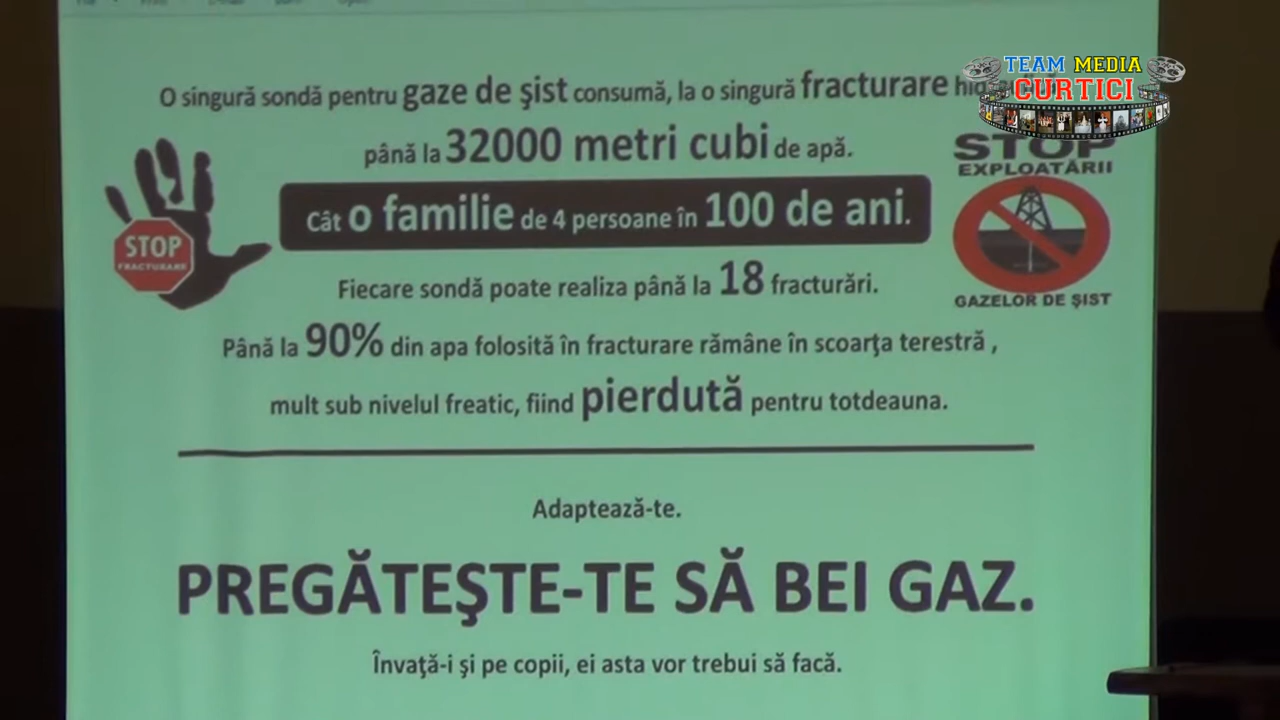 TEAM MEDIA
CURTICI
O singură sondă pentru gaze de şist consumă, la o singură fracturare
până la 32000 metri cubi de apă.
STOP
EXPLOATĂRII
GAZELOR DE ŞIST
STOP
FRACTURARE
Cât o familie de 4 persoane în 100 de ani.
Fiecare sondă poate realiza până la 18 fracturări.
Până la 90% din apa folosită în fracturare rămâne în scoarţa terestră ,
mult sub nivelul freatic, fiind pierdută pentru totdeauna.
Adaptează-te.
PREGĂTEŞTE-TE SĂ BEI GAZ.
Învaţă-i şi pe copii, ei asta vor trebui să facă.